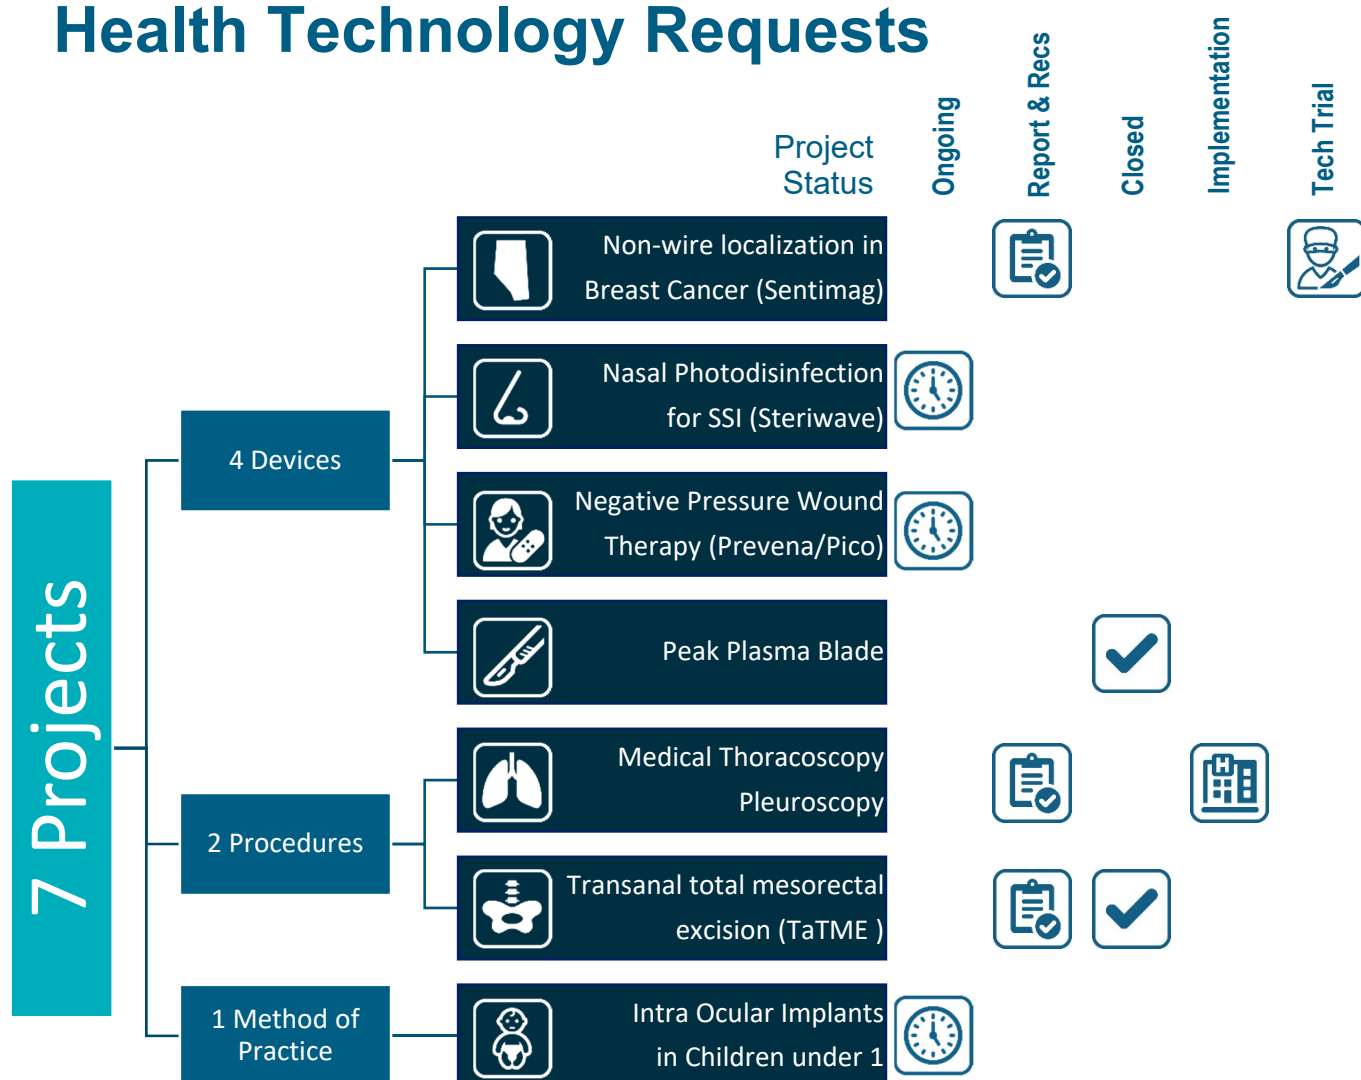 Health Technology Requests
Project
Status
Ongoing
Report & Recs
Closed
Implementation
Tech Trial
7 Projects
4 Devices
Non-wire localization in
Breast Cancer (Sentimag)
Nasal Photodisinfection
for SSI (Steriwave)
Negative Pressure Wound
Therapy (Prevena/Pico)
Peak Plasma Blade
2 Procedures
Medical Thoracoscopy
Pleuroscopy
Transanal total mesorectal
excision (TaTME )
1 Method of
Practice
Intra Ocular Implants
in Children under 1
H